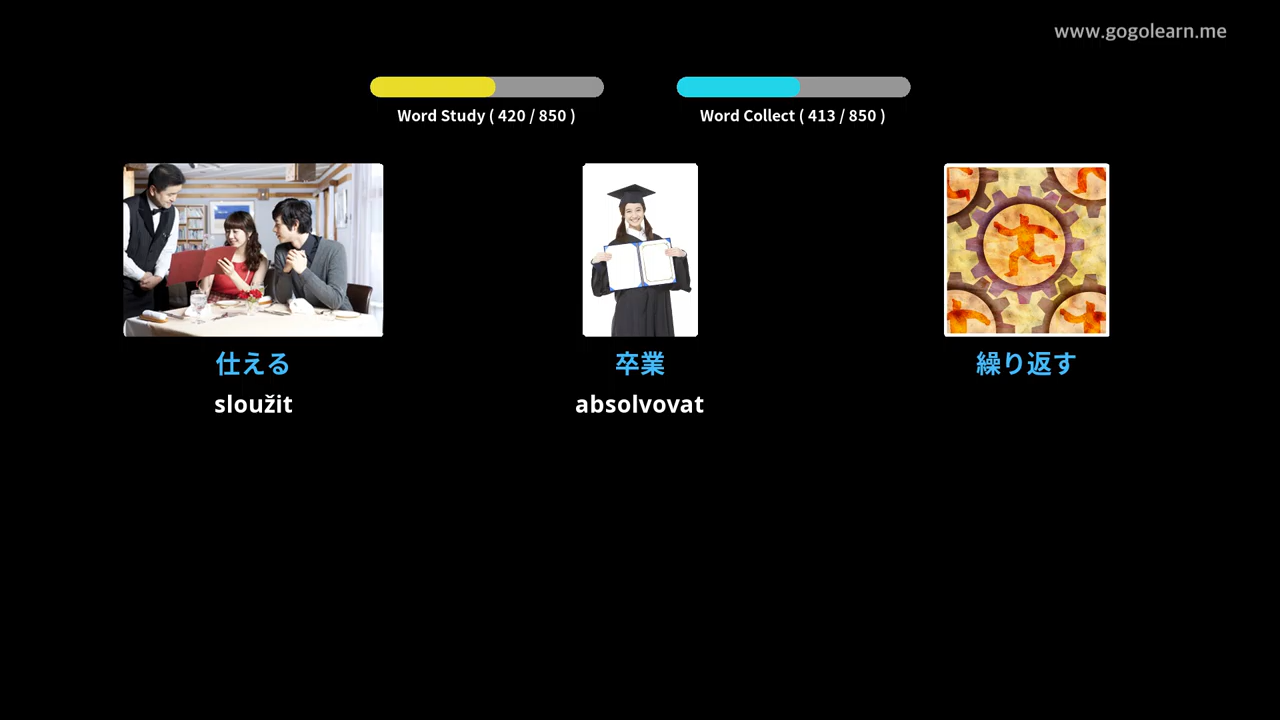 www.gogolearn.me
Word Study ( 420 / 850 )
Word Collect ( 413 / 850 )
仕える
卒業
繰り返す
sloužit
absolvovat